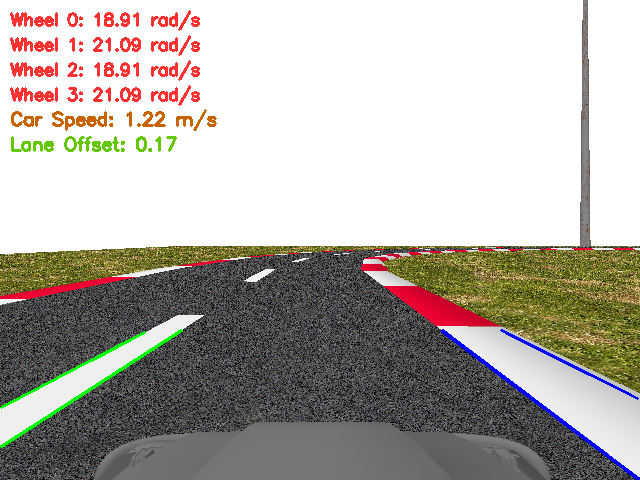 Wheel 0: 18.91 rad/s
Wheel 1: 21.09 rad/s
Wheel 2: 18.91 rad/s
Wheel 3: 21.09 rad/s
Car Speed: 1.22 m/s
Lane Offset: 0.17